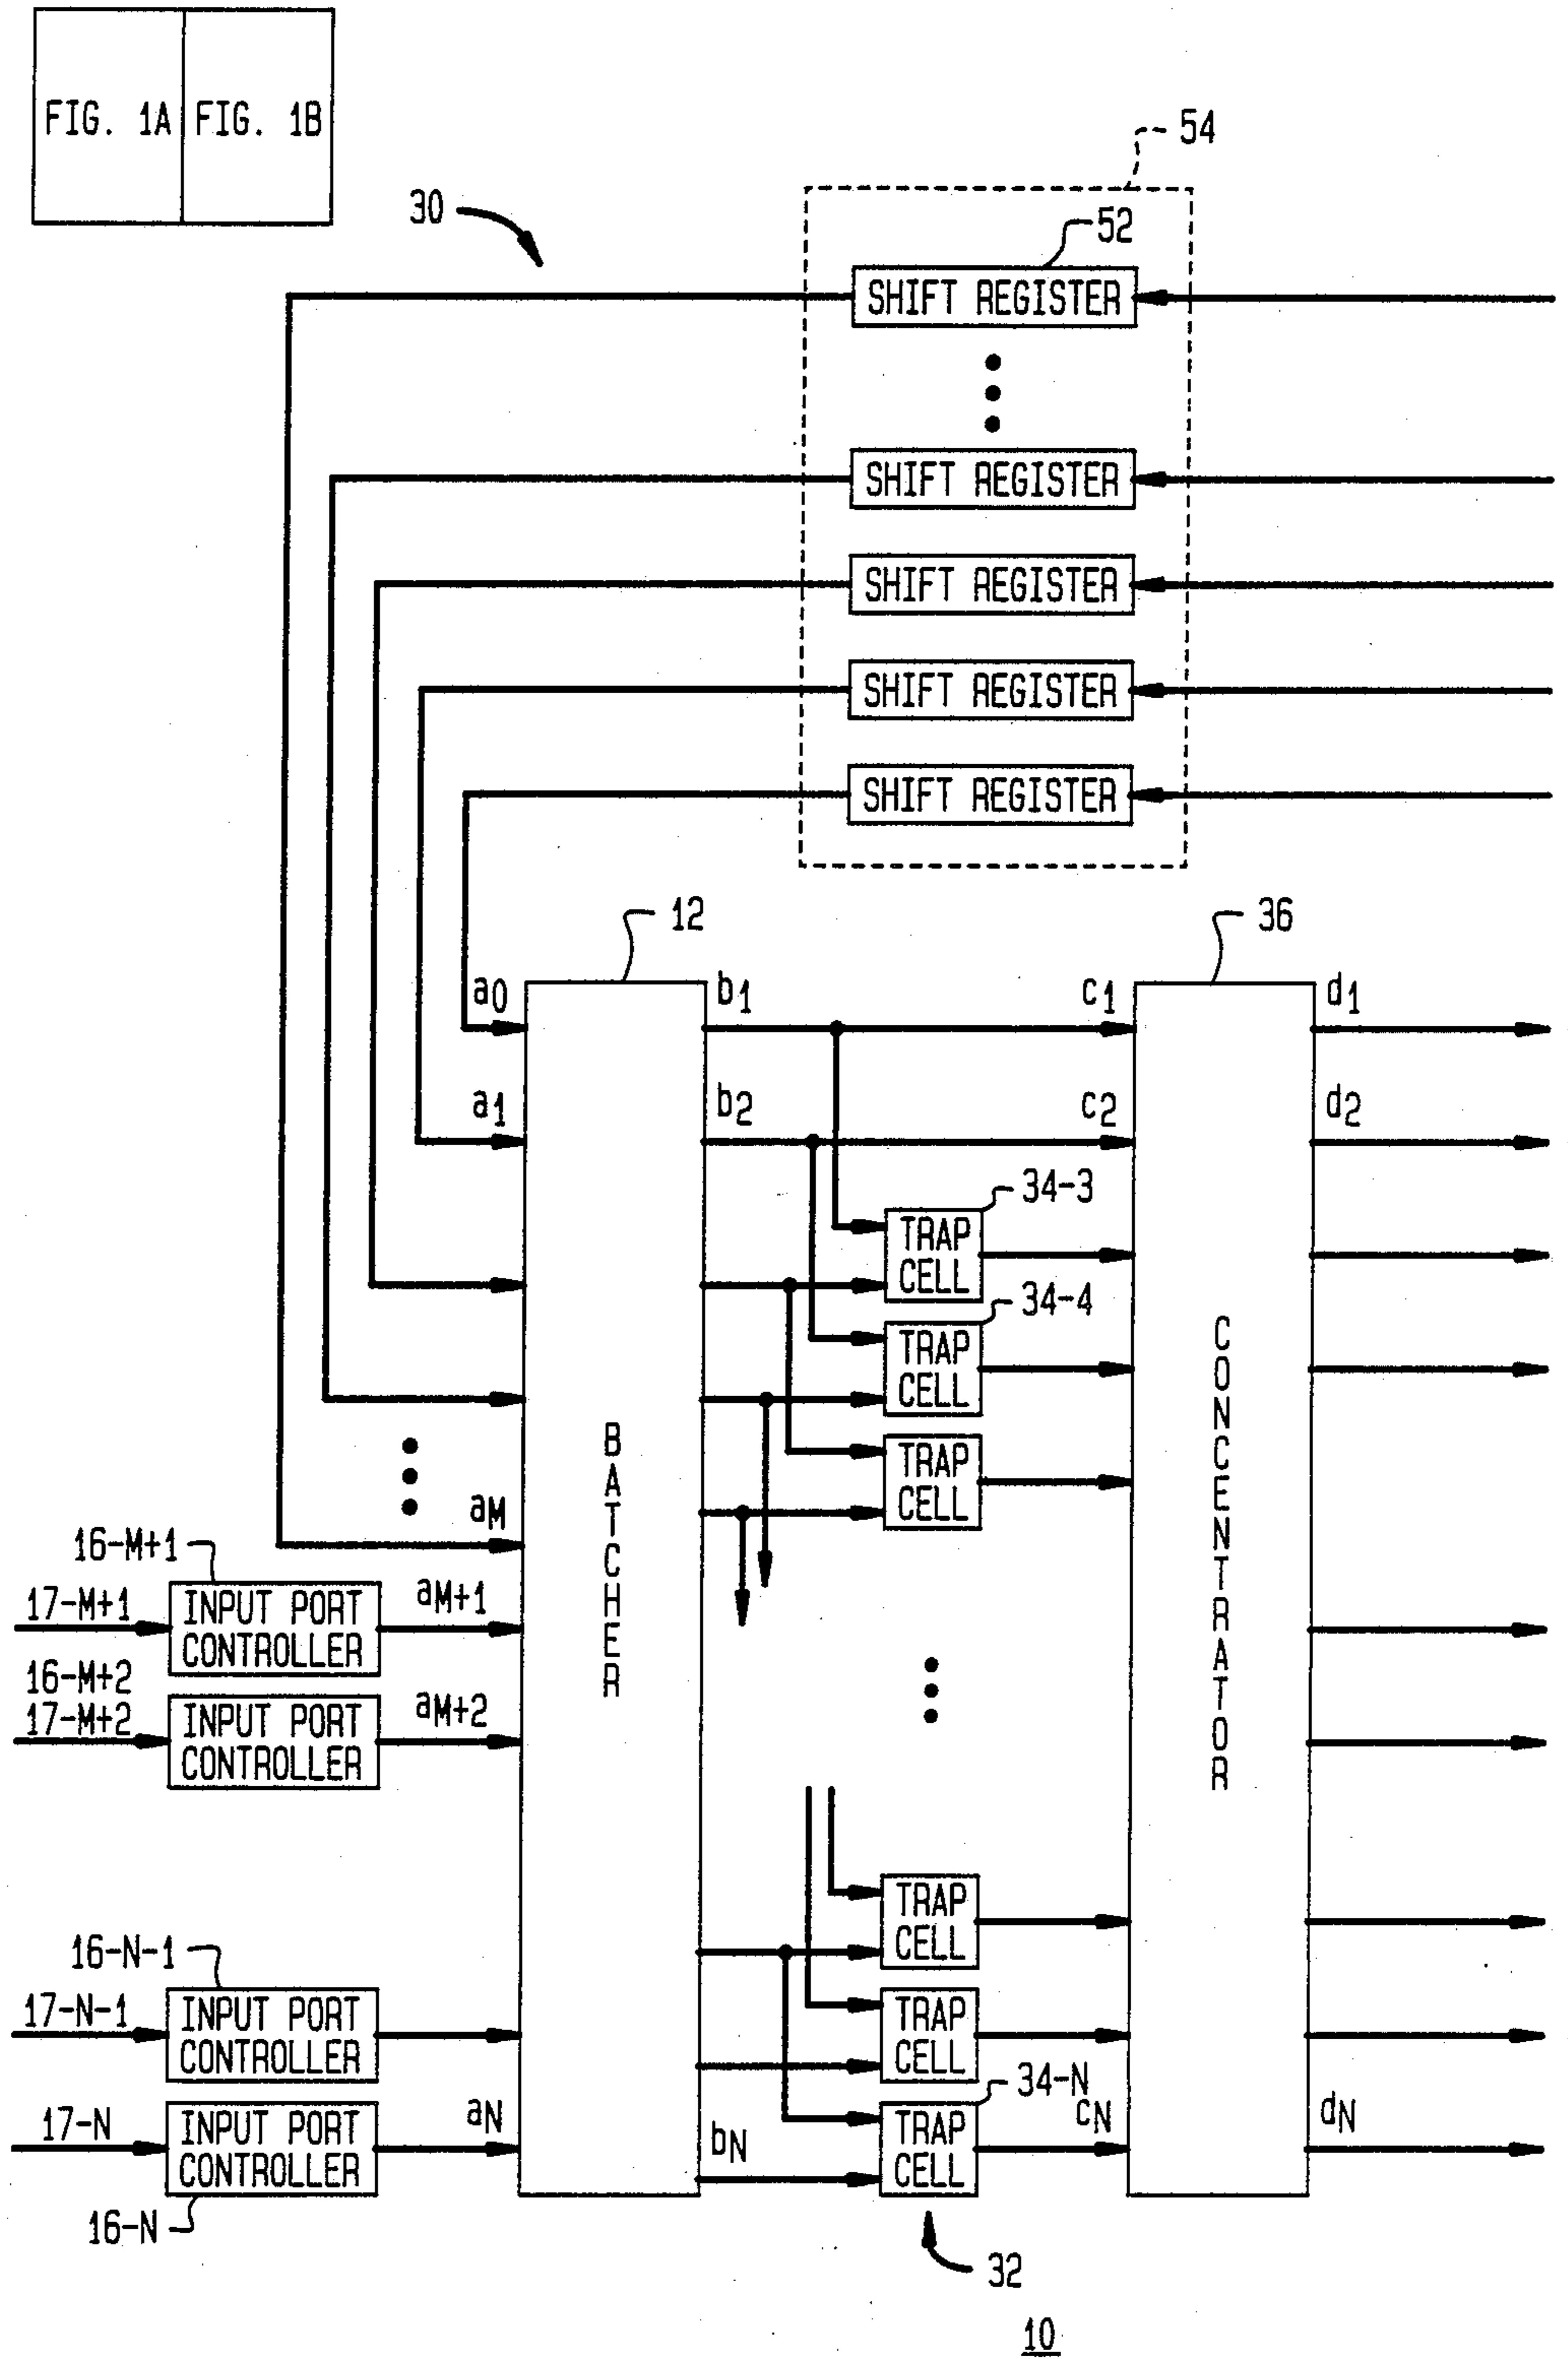 FIG. 1A FIG. 1B
54
30
52
SHIFT REGISTER
SHIFT REGISTER
SHIFT REGISTER
SHIFT REGISTER
SHIFT REGISTER
12
36
a0
b1
c1
d1
a1
b2
c2
d2
34-3
TRAP
CELL
34-4
TRAP
CELL
TRAP
CELL
BATCHER
CONCENTRATOR
aM
16-M+1
17-M+1
INPUT PORT
CONTROLLER
aM+1
16-M+2
17-M+2
INPUT PORT
CONTROLLER
aM+2
TRAP
CELL
16-N-1
17-N-1
INPUT PORT
CONTROLLER
TRAP
CELL
34-N
17-N
INPUT PORT
CONTROLLER
aN
bN
TRAP
CELL
cN
dN
16-N
32
10